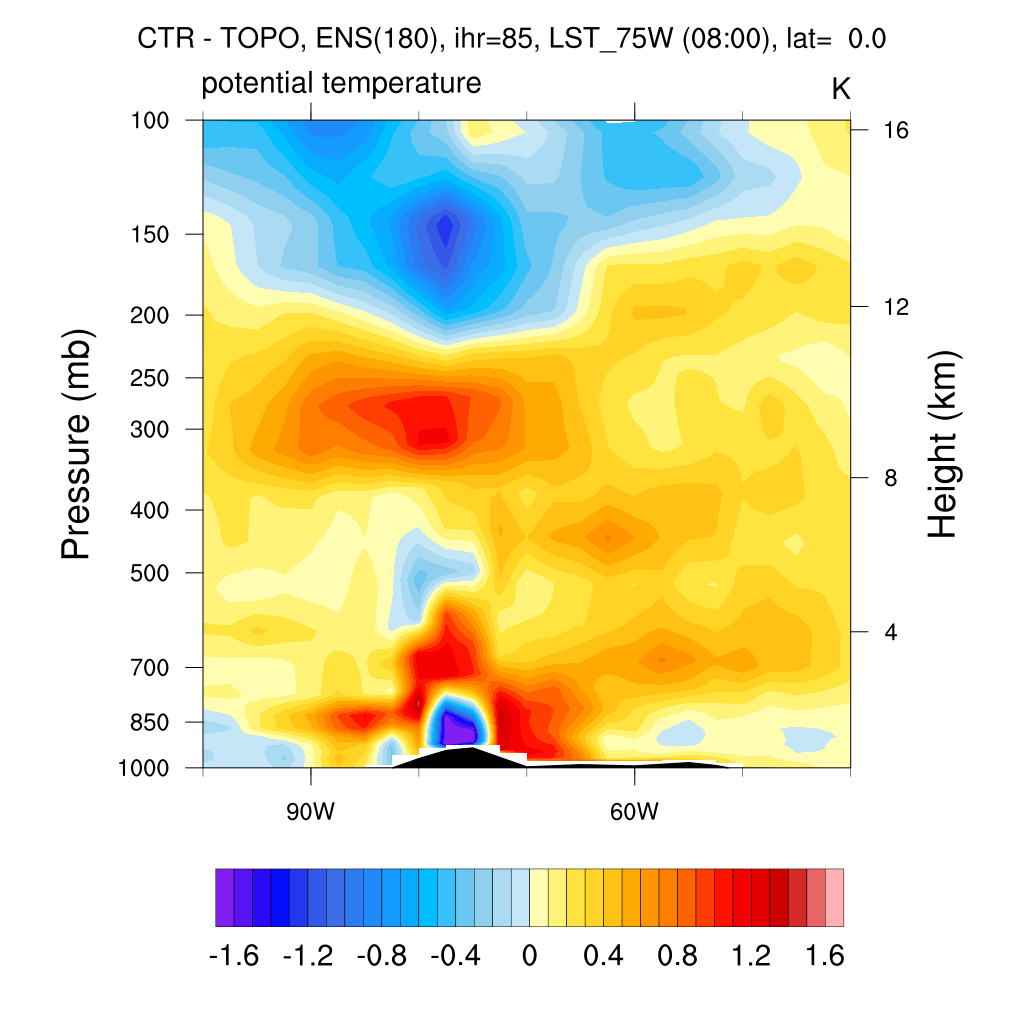 CTR - TOPO, ENS(180), ihr=85, LST_75W (08:00), lat=  0.0
potential temperature K
100
150
200
250
300
400
500
700
850
1000
Pressure (mb)
16
12
8
4
Height (km)
90W 60W
-1.6 -1.2 -0.8 -0.4 0 0.4 0.8 1.2 1.6